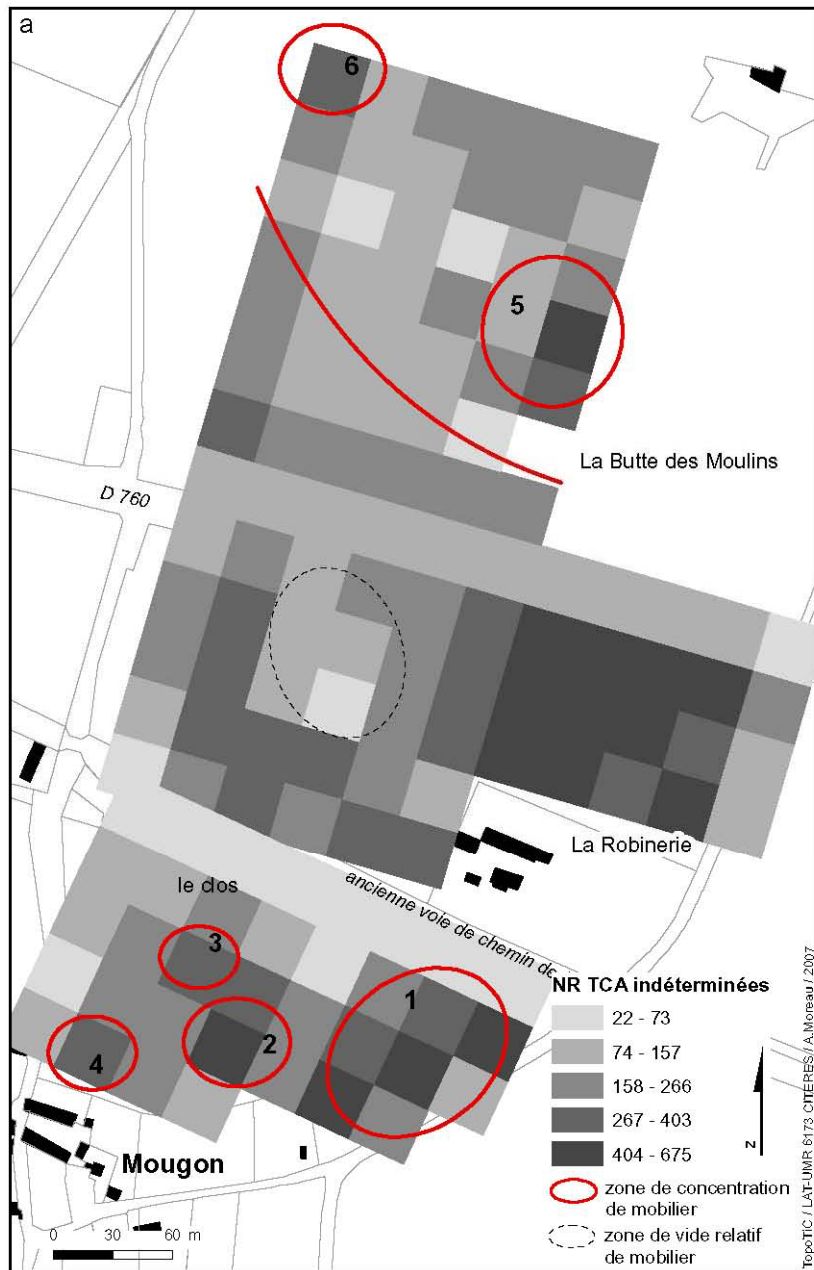 a
6
5
La Butte des Moulins
D 760
La Robinerie
le clos
ancienne voie de chemin de
3
1
2
4
Mougon
0 30 60 m
NR TCA indéterminées
22 - 73
74 - 157
158 - 266
267 - 403
404 - 675
zone de concentration
de mobilier
zone de vide relatif
de mobilier
N
TopoTIC / LAT-UMR 6173 CITERES / A.Moreau / 2007